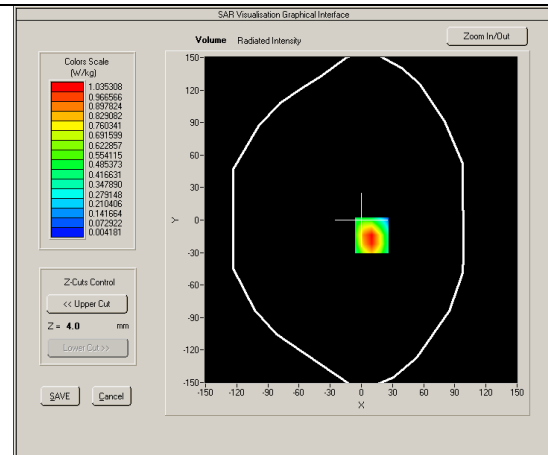 SAR Visualisation Graphical Interface
Volume Radiated Intensity
Zoom In/Out
Colors Scale
(W/kg)
1.035308
0.966566
0.897824
0.829082
0.760341
0.691599
0.622857
0.554115
0.485373
0.416631
0.347890
0.279148
0.210406
0.141664
0.072922
0.004181
Z-Cuts Control
<< Upper Cut
Z = 4.0 mm
Lower Cut >>
SAVE Cancel
150
120
90
60
30
0
-30
-60
-90
-120
-150
Y
-150 -120 -90 -60 -30 0 30 60 90 120 150
X